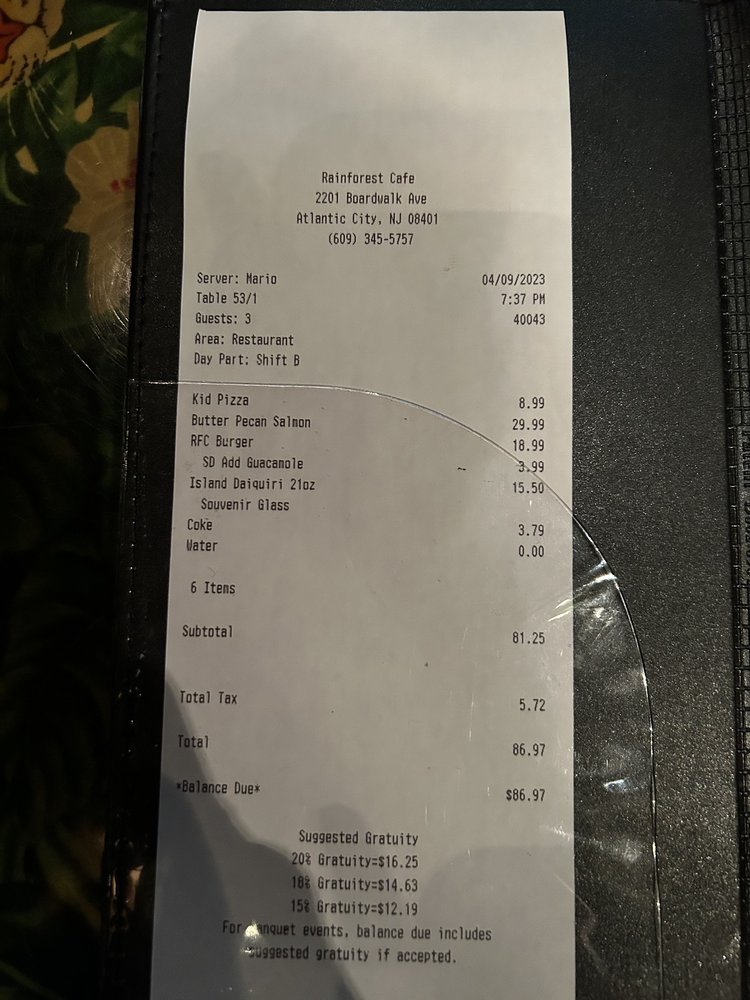 Rainforest Cafe
2201 Boardwalk Ave
Atlantic City, NJ 08401
(609) 345-5757
Server: Mario 04/09/2023
Table 53/1 7:37 PM
Guests: 3 40043
Area: Restaurant
Day Part: Shift B
Kid Pizza 8.99
Butter Pecan Salmon 29.99
RFC Burger 18.99
SD Add Guacamole 3.99
Island Daiquiri 21oz 15.50
Souvenir Glass
Coke 3.79
Water 0.00
6 Items
Subtotal 81.25
Total Tax 5.72
Total 86.97
*Balance Due* $86.97
Suggested Gratuity
20% Gratuity=$16.25
18% Gratuity=$14.63
15% Gratuity=$12.19
For banquet events, balance due includes
suggested gratuity if accepted.